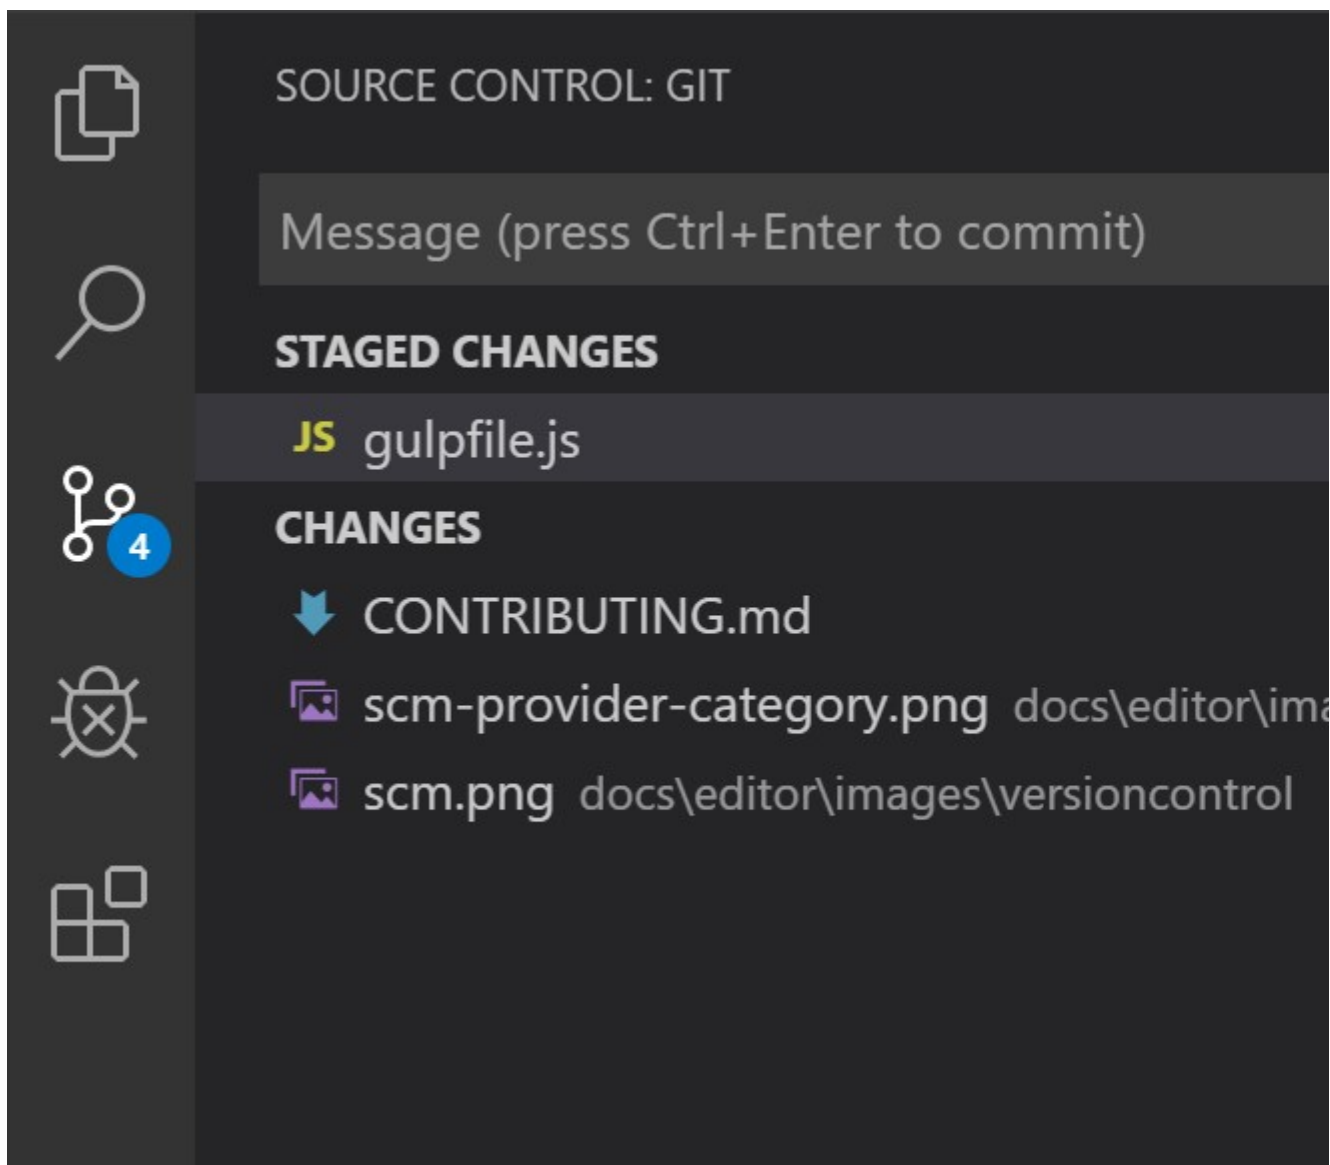 SOURCE CONTROL: GIT
Message (press Ctrl+Enter to commit)
STAGED CHANGES
JS gulpfile.js
CHANGES
4
CONTRIBUTING.md
scm-provider-category.png docs\editor\ima
scm.png docs\editor\images\versioncontrol